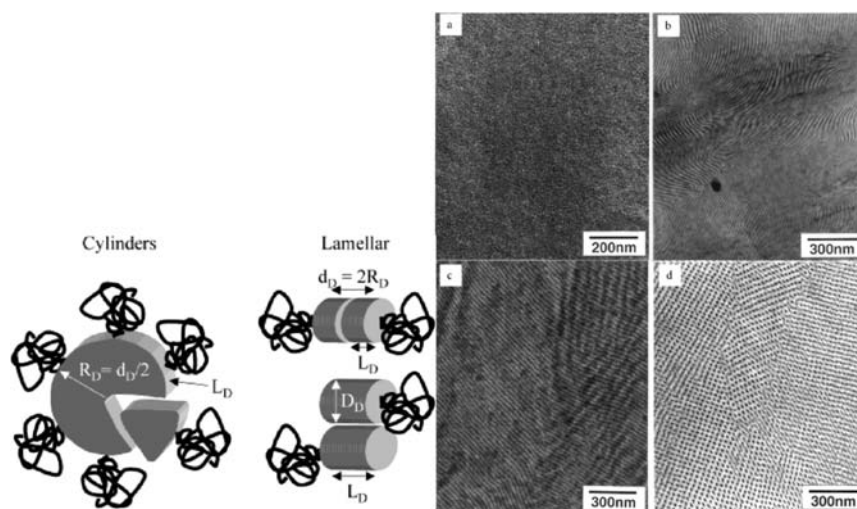 Cylinders
R_D = d_D/2
L_D
Lamellar
d_D = 2R_D
L_D
D_D
L_D
a
200nm
b
300nm
c
300nm
d
300nm